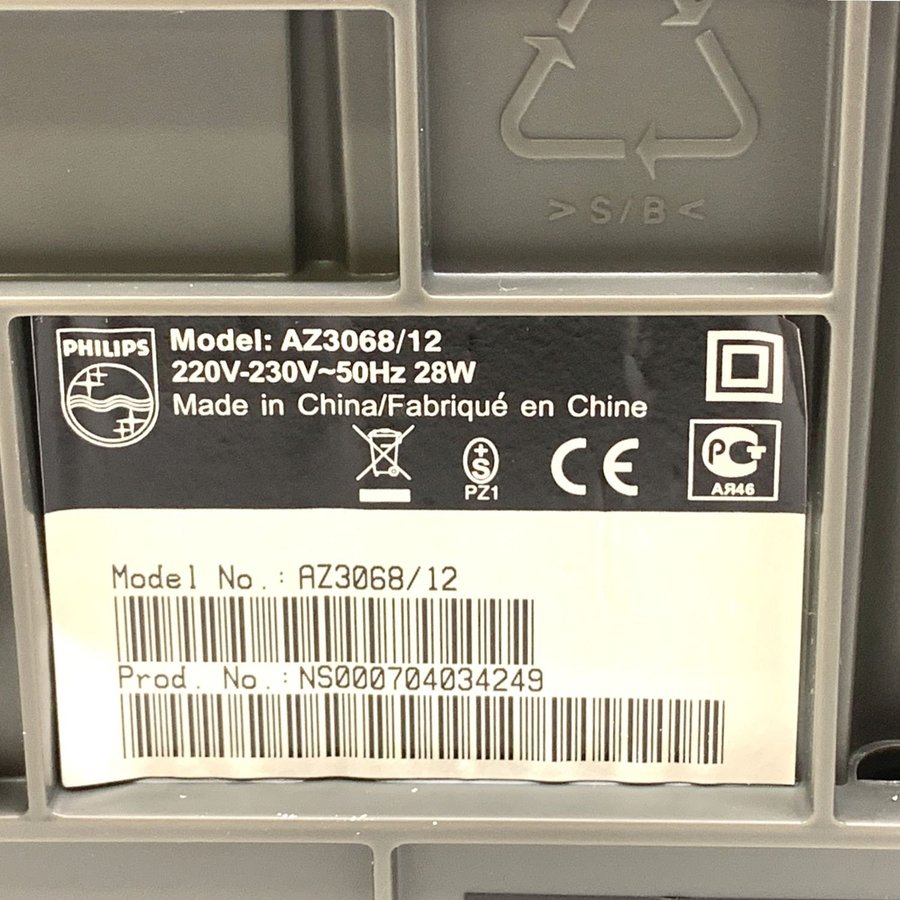 >S/B<
PHILIPS
Model: AZ3068/12
220V-230V~50Hz 28W
Made in China/Fabriqué en Chine
+
S
PZ1
CE
РСТ
АЯ46
Model No.: AZ3068/12
Prod. No.: NS000704034249